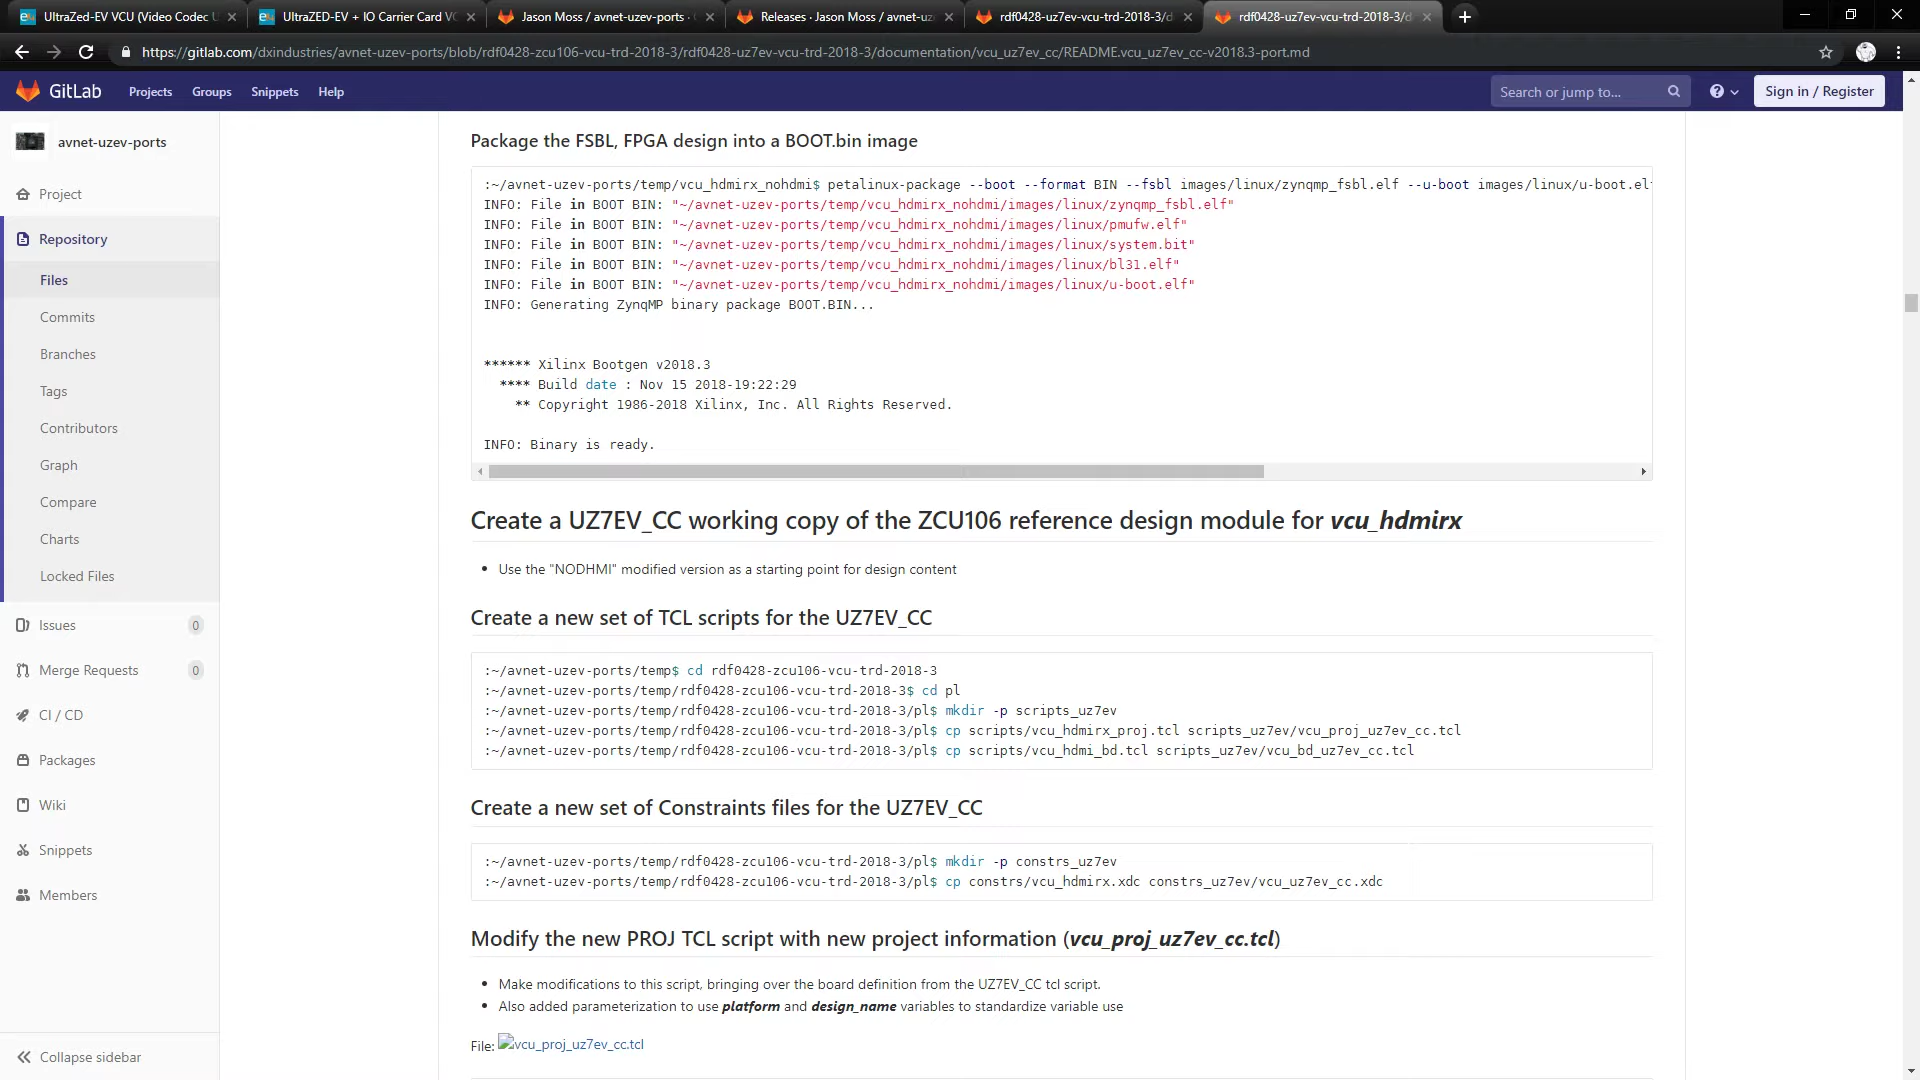 UltraZed-EV VCU (Video Codec U
UltraZED-EV + IO Carrier Card VC
Jason Moss / avnet-uzev-ports · G
Releases · Jason Moss / avnet-uz
rdf0428-uz7ev-vcu-trd-2018-3/d
rdf0428-uz7ev-vcu-trd-2018-3/d
https://gitlab.com/dxindustries/avnet-uzev-ports/blob/rdf0428-zcu106-vcu-trd-2018-3/rdf0428-uz7ev-vcu-trd-2018-3/documentation/vcu_uz7ev_cc/README.vcu_uz7ev_cc-v2018.3-port.md
GitLab
Projects
Groups
Snippets
Help
Search or jump to...
Sign in / Register
avnet-uzev-ports
Project
Repository
Files
Commits
Branches
Tags
Contributors
Graph
Compare
Charts
Locked Files
Issues 0
Merge Requests 0
CI / CD
Packages
Wiki
Snippets
Members
Collapse sidebar
Package the FSBL, FPGA design into a BOOT.bin image
:~/avnet-uzev-ports/temp/vcu_hdmirx_nohdmi$ petalinux-package --boot --format BIN --fsbl images/linux/zynqmp_fsbl.elf --u-boot images/linux/u-boot.elf
INFO: File in BOOT BIN: "~/avnet-uzev-ports/temp/vcu_hdmirx_nohdmi/images/linux/zynqmp_fsbl.elf"
INFO: File in BOOT BIN: "~/avnet-uzev-ports/temp/vcu_hdmirx_nohdmi/images/linux/pmufw.elf"
INFO: File in BOOT BIN: "~/avnet-uzev-ports/temp/vcu_hdmirx_nohdmi/images/linux/system.bit"
INFO: File in BOOT BIN: "~/avnet-uzev-ports/temp/vcu_hdmirx_nohdmi/images/linux/bl31.elf"
INFO: File in BOOT BIN: "~/avnet-uzev-ports/temp/vcu_hdmirx_nohdmi/images/linux/u-boot.elf"
INFO: Generating ZynqMP binary package BOOT.BIN...
****** Xilinx Bootgen v2018.3
**** Build date : Nov 15 2018-19:22:29
** Copyright 1986-2018 Xilinx, Inc. All Rights Reserved.
INFO: Binary is ready.
Create a UZ7EV_CC working copy of the ZCU106 reference design module for vcu_hdmirx
• Use the "NODHMI" modified version as a starting point for design content
Create a new set of TCL scripts for the UZ7EV_CC
:~/avnet-uzev-ports/temp$ cd rdf0428-zcu106-vcu-trd-2018-3
:~/avnet-uzev-ports/temp/rdf0428-zcu106-vcu-trd-2018-3$ cd pl
:~/avnet-uzev-ports/temp/rdf0428-zcu106-vcu-trd-2018-3/pl$ mkdir -p scripts_uz7ev
:~/avnet-uzev-ports/temp/rdf0428-zcu106-vcu-trd-2018-3/pl$ cp scripts/vcu_hdmirx_proj.tcl scripts_uz7ev/vcu_proj_uz7ev_cc.tcl
:~/avnet-uzev-ports/temp/rdf0428-zcu106-vcu-trd-2018-3/pl$ cp scripts/vcu_hdmi_bd.tcl scripts_uz7ev/vcu_bd_uz7ev_cc.tcl
Create a new set of Constraints files for the UZ7EV_CC
:~/avnet-uzev-ports/temp/rdf0428-zcu106-vcu-trd-2018-3/pl$ mkdir -p constrs_uz7ev
:~/avnet-uzev-ports/temp/rdf0428-zcu106-vcu-trd-2018-3/pl$ cp constrs/vcu_hdmirx.xdc constrs_uz7ev/vcu_uz7ev_cc.xdc
Modify the new PROJ TCL script with new project information (vcu_proj_uz7ev_cc.tcl)
• Make modifications to this script, bringing over the board definition from the UZ7EV_CC tcl script.
• Also added parameterization to use platform and design_name variables to standardize variable use
File: vcu_proj_uz7ev_cc.tcl